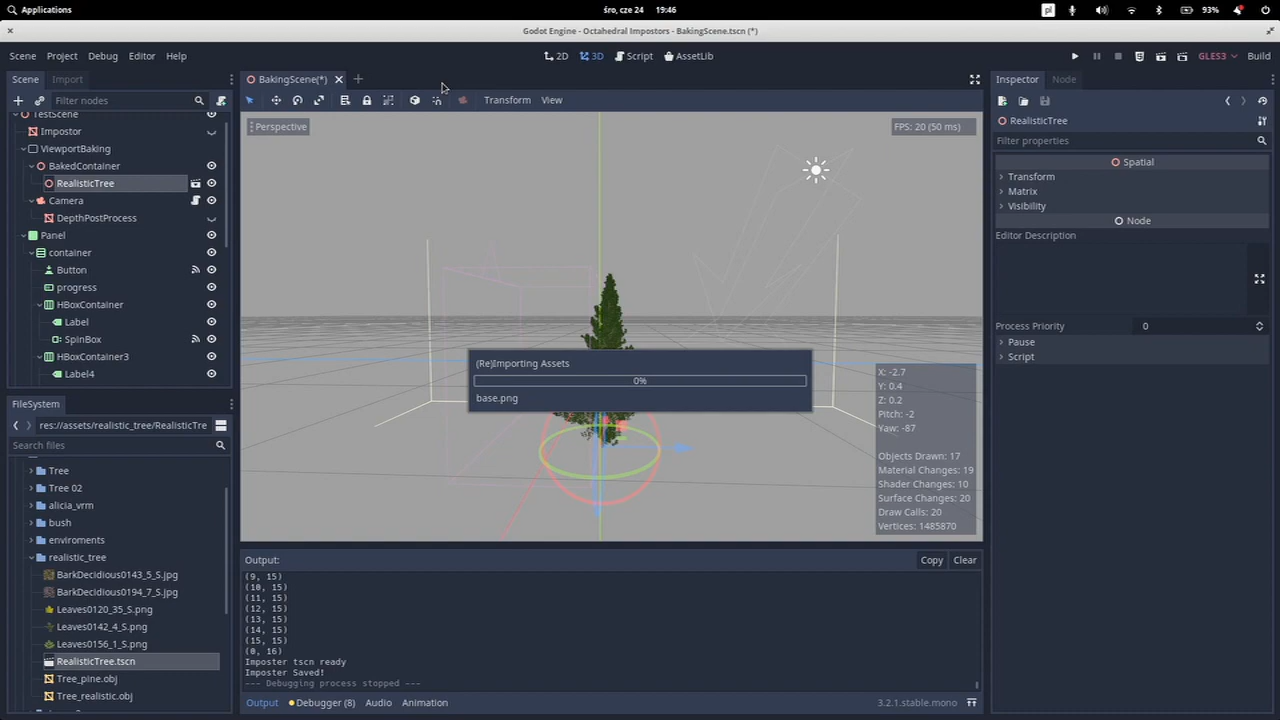 Applications
śro, cze 24 19:46
pl
93%
Godot Engine - Octahedral Impostors - BakingScene.tscn (*)
Scene Project Debug Editor Help
2D 3D Script AssetLib
GLES3 Build
Scene Import
BakingScene(*)
Inspector Node
Filter nodes
Transform View
TestScene
Impostor
ViewportBaking
BakedContainer
RealisticTree
Camera
DepthPostProcess
Panel
container
Button
progress
HBoxContainer
Label
SpinBox
HBoxContainer3
Label4
FileSystem
res://assets/realistic_tree/RealisticTre
Search files
Tree
Tree 02
alicia_vrm
bush
enviroments
realistic_tree
BarkDecidious0143_5_S.jpg
BarkDecidious0194_7_S.jpg
Leaves0120_35_S.png
Leaves0142_4_S.png
Leaves0156_1_S.png
RealisticTree.tscn
Tree_pine.obj
Tree_realistic.obj
Perspective
FPS: 20 (50 ms)
(Re)Importing Assets
0%
base.png
X: -2.7
Y: 0.4
Z: 0.2
Pitch: -2
Yaw: -87
Objects Drawn: 17
Material Changes: 19
Shader Changes: 10
Surface Changes: 20
Draw Calls: 20
Vertices: 1485870
Output:
Copy Clear
(9, 15)
(10, 15)
(11, 15)
(12, 15)
(13, 15)
(14, 15)
(15, 15)
(0, 16)
Imposter tscn ready
Imposter Saved!
--- Debugging process stopped ---
Output Debugger (8) Audio Animation
3.2.1.stable.mono
RealisticTree
Filter properties
Spatial
Transform
Matrix
Visibility
Node
Editor Description
Process Priority 0
Pause
Script